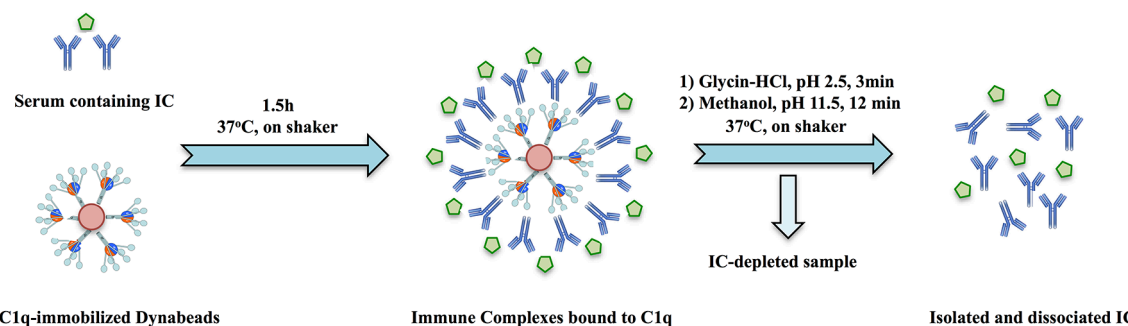 Serum containing IC
1.5h
37ºC, on shaker
1) Glycin-HCl, pH 2.5, 3min
2) Methanol, pH 11.5, 12 min
37ºC, on shaker
IC-depleted sample
C1q-immobilized Dynabeads
Immune Complexes bound to C1q
Isolated and dissociated IC